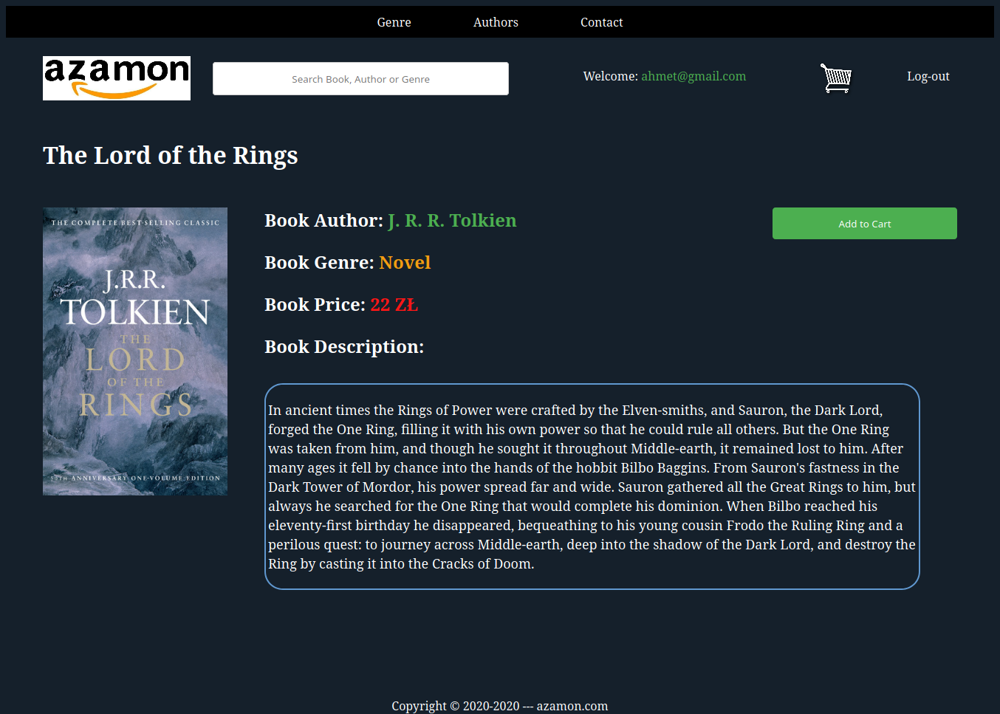 Genre Authors Contact
azamon
Search Book, Author or Genre
Welcome: ahmet@gmail.com
Log-out
The Lord of the Rings
THE COMPLETE BEST-SELLING CLASSIC
J.R.R.
TOLKIEN
THE
LORD
OF THE
RINGS
50TH ANNIVERSARY ONE-VOLUME EDITION
Book Author: J. R. R. Tolkien
Add to Cart
Book Genre: Novel
Book Price: 22 ZŁ
Book Description:
In ancient times the Rings of Power were crafted by the Elven-smiths, and Sauron, the Dark Lord,
forged the One Ring, filling it with his own power so that he could rule all others. But the One Ring
was taken from him, and though he sought it throughout Middle-earth, it remained lost to him. After
many ages it fell by chance into the hands of the hobbit Bilbo Baggins. From Sauron's fastness in the
Dark Tower of Mordor, his power spread far and wide. Sauron gathered all the Great Rings to him, but
always he searched for the One Ring that would complete his dominion. When Bilbo reached his
eleventy-first birthday he disappeared, bequeathing to his young cousin Frodo the Ruling Ring and a
perilous quest: to journey across Middle-earth, deep into the shadow of the Dark Lord, and destroy the
Ring by casting it into the Cracks of Doom.
Copyright © 2020-2020 --- azamon.com